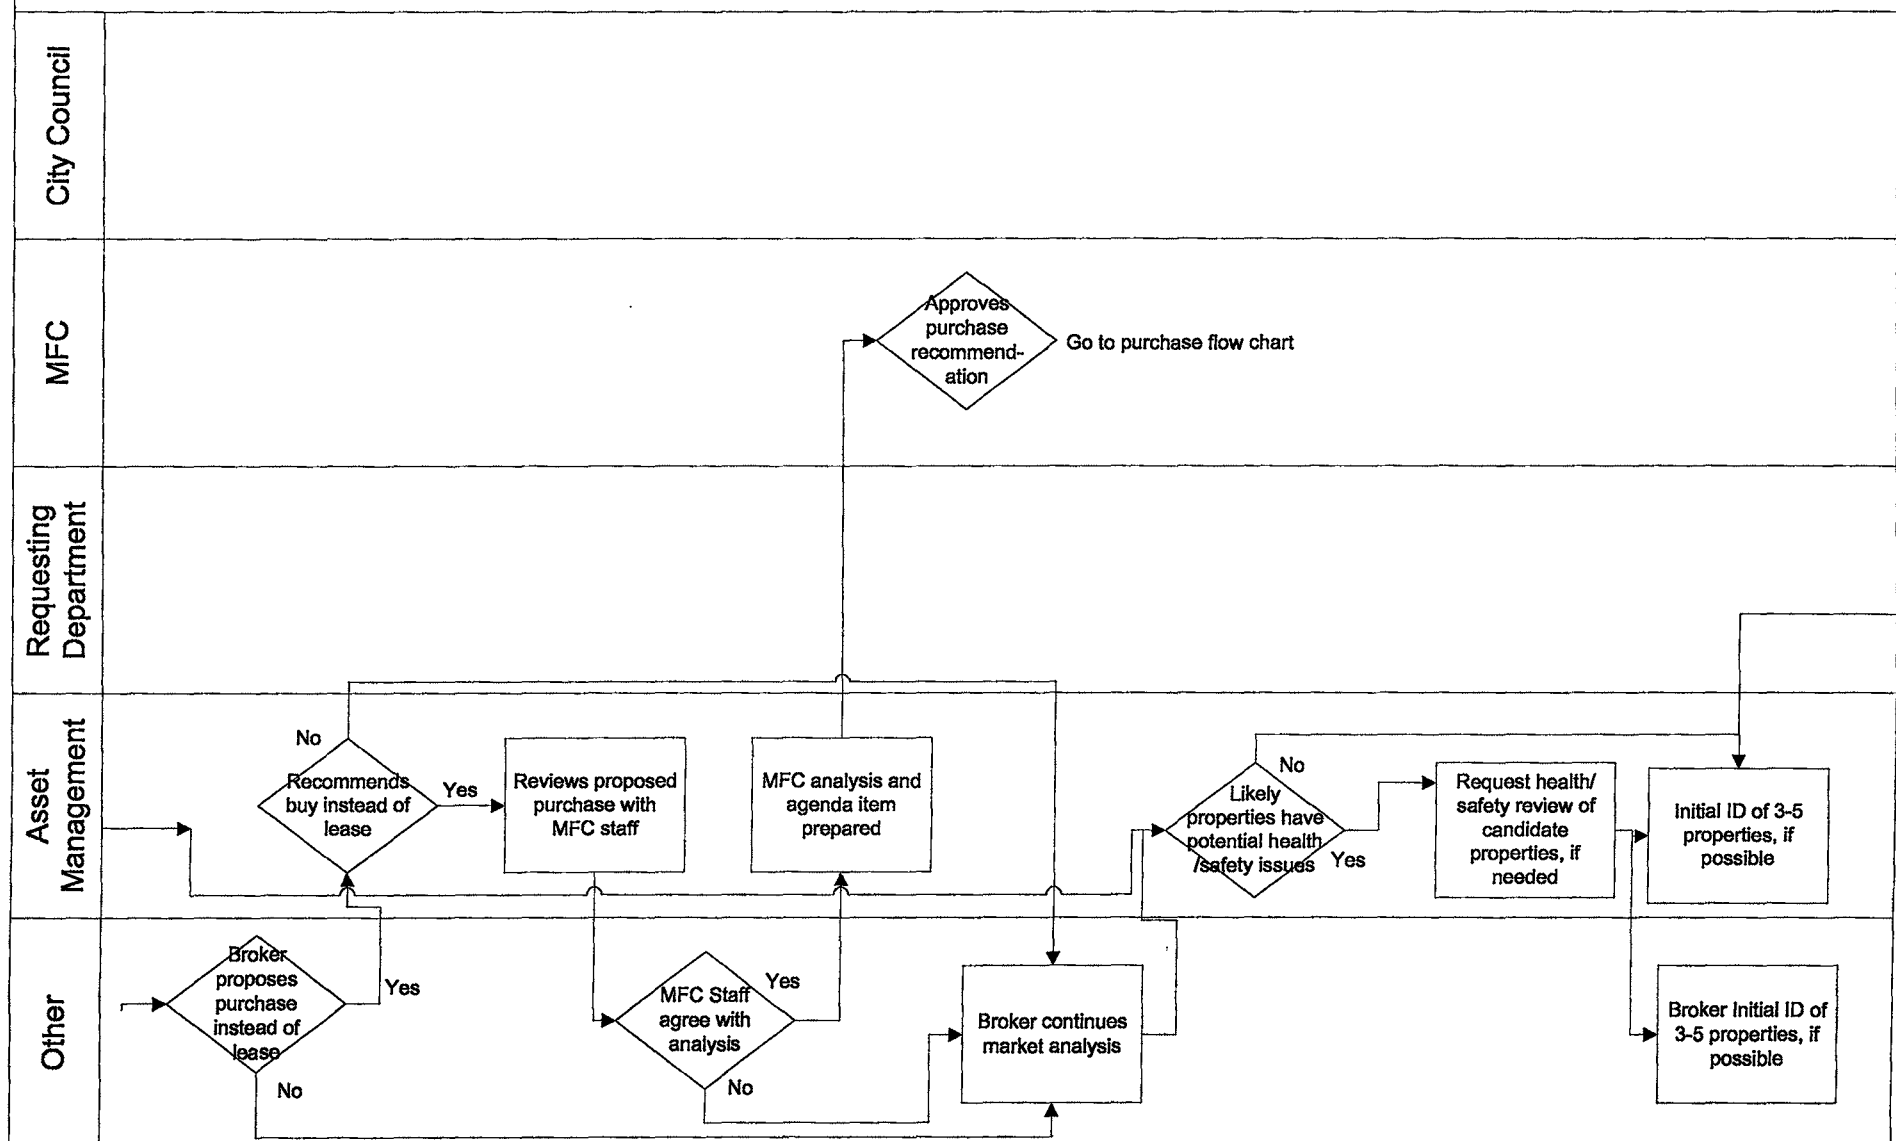 City Council
MFC
Approves
purchase
recommend-
ation
Go to purchase flow chart
Requesting
Department
Asset
Management
No
Recommends
buy instead of
lease
Yes
Reviews proposed
purchase with
MFC staff
MFC analysis and
agenda item
prepared
No
Likely
properties have
potential health
/safety issues
Yes
Request health/
safety review of
candidate
properties, if
needed
Initial ID of 3-5
properties, if
possible
Other
Broker
proposes
purchase
instead of
lease
Yes
No
MFC Staff
agree with
analysis
Yes
No
Broker continues
market analysis
Broker Initial ID of
3-5 properties, if
possible